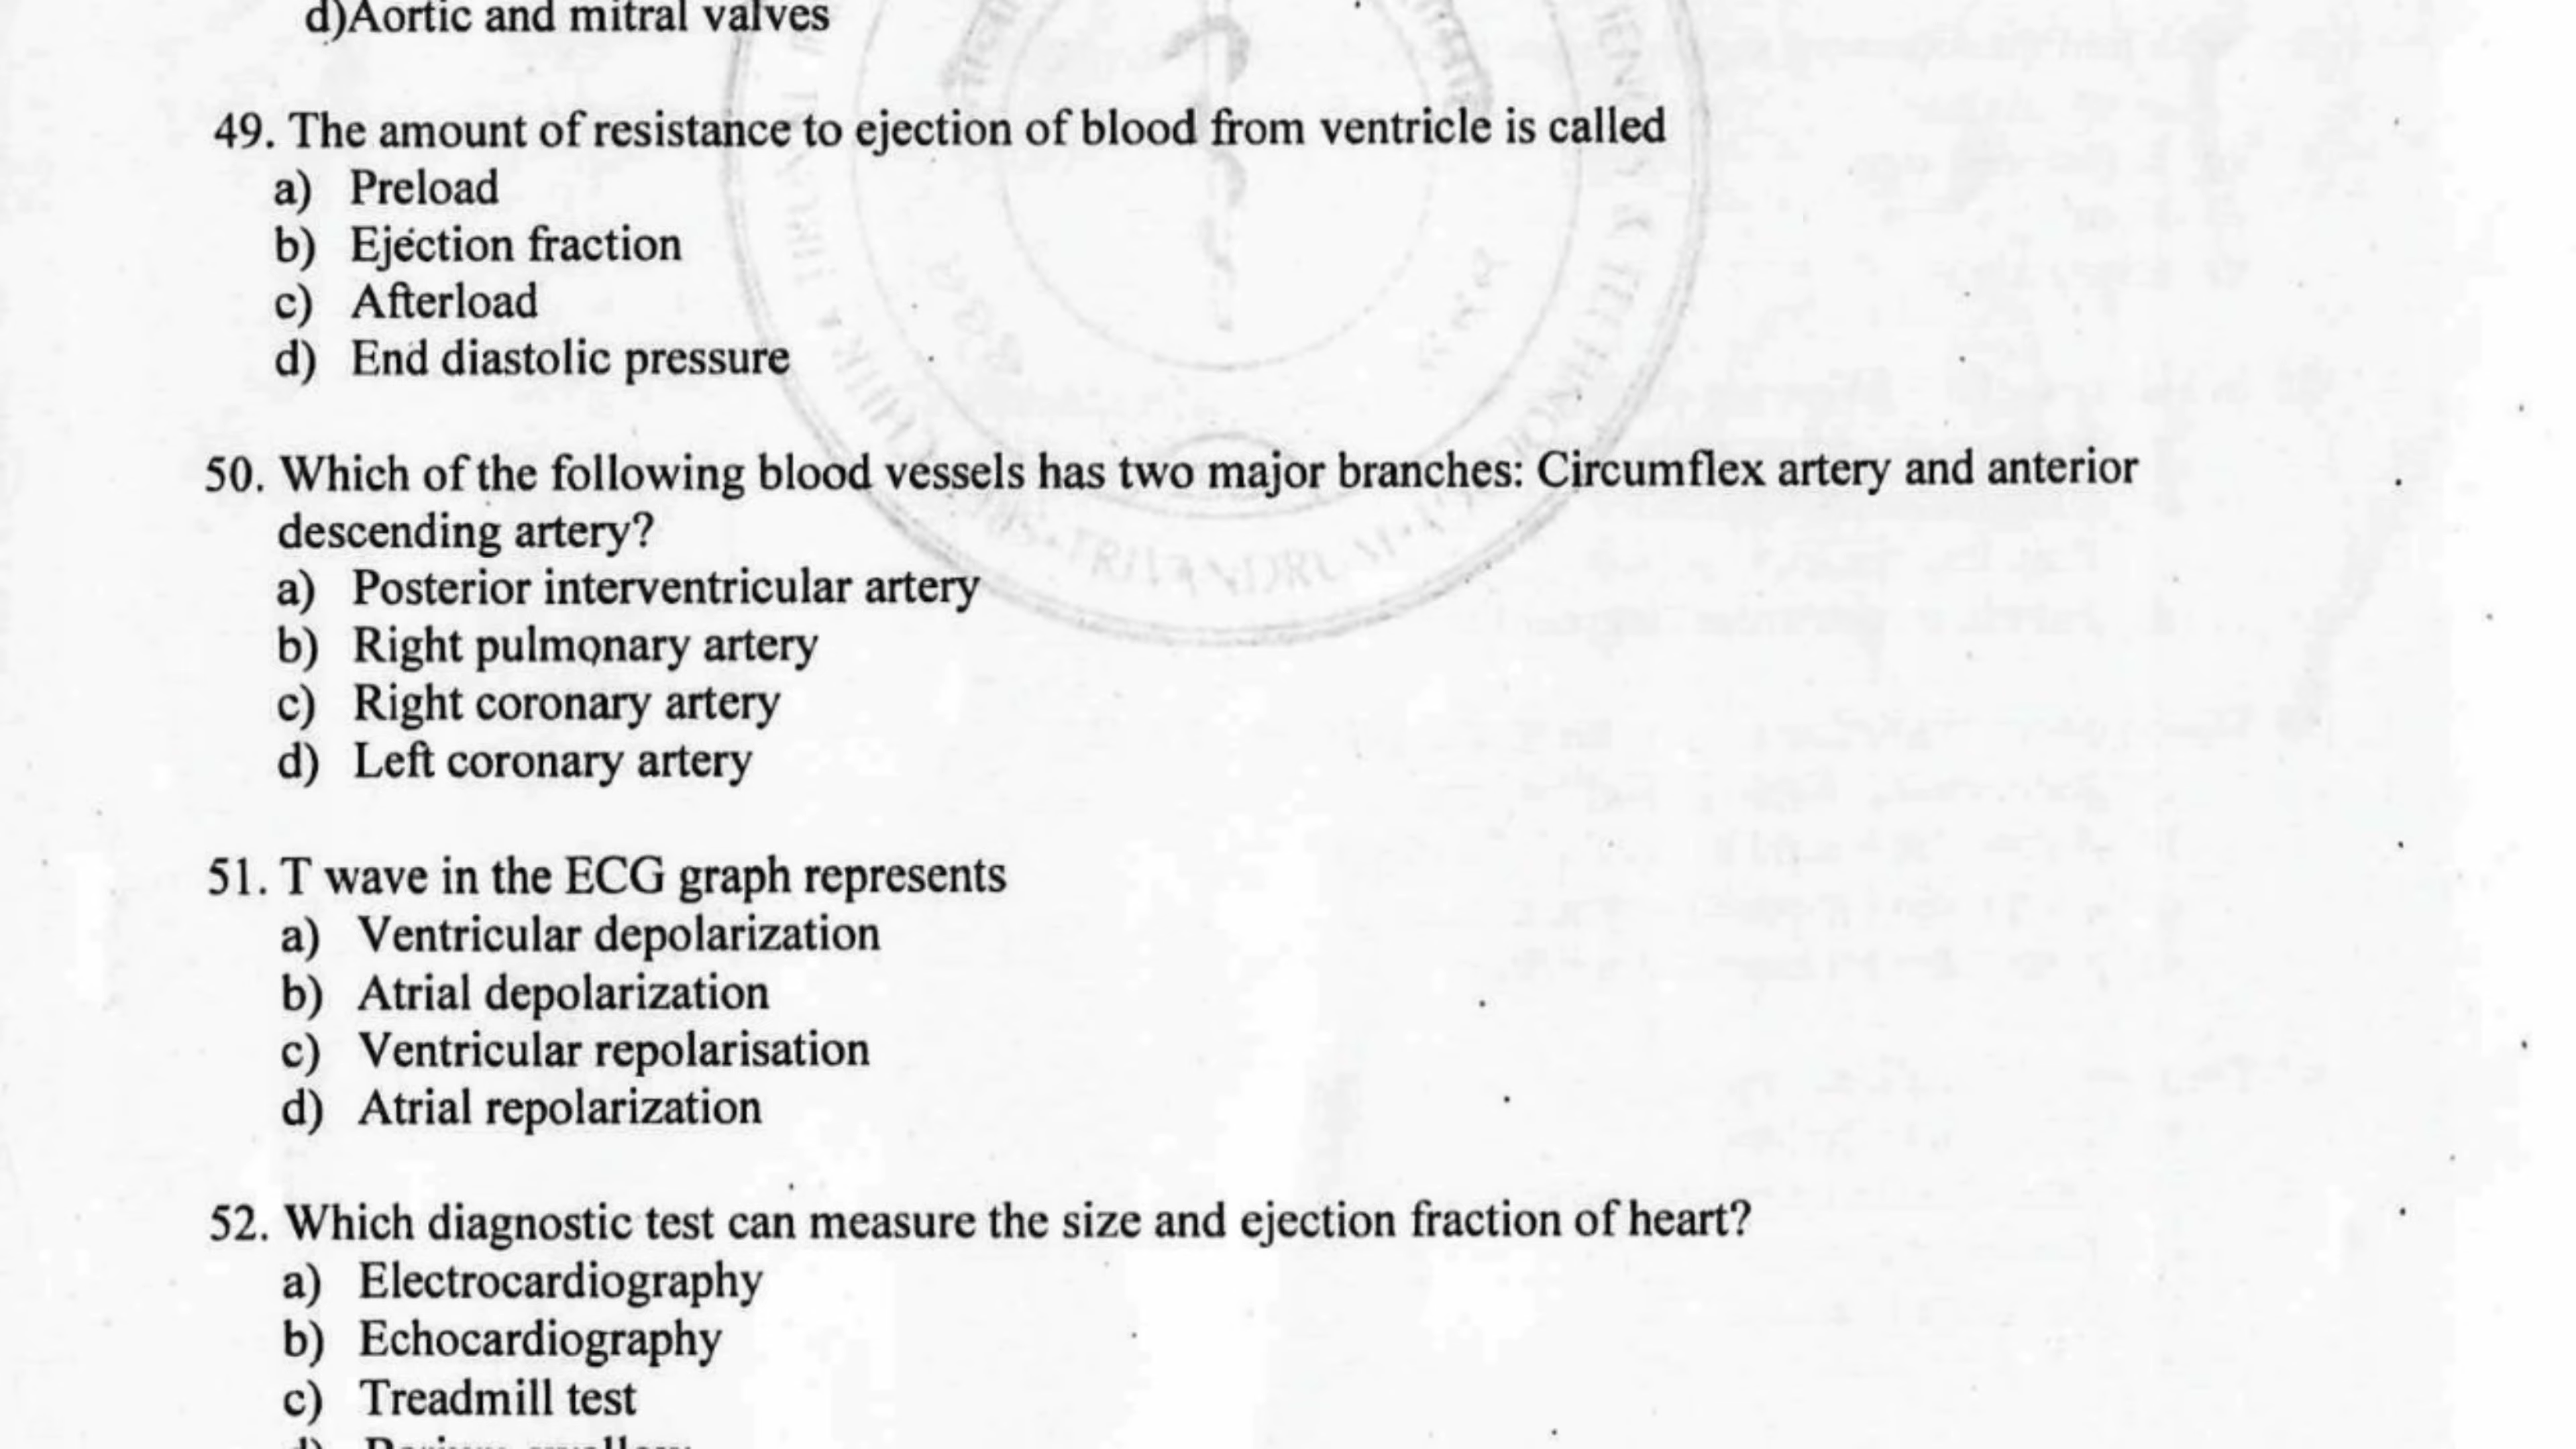 d)Aortic and mitral valves
49. The amount of resistance to ejection of blood from ventricle is called
a) Preload
b) Ejection fraction
c) Afterload
d) End diastolic pressure
50. Which of the following blood vessels has two major branches: Circumflex artery and anterior
descending artery?
a) Posterior interventricular artery
b) Right pulmonary artery
c) Right coronary artery
d) Left coronary artery
51. T wave in the ECG graph represents
a) Ventricular depolarization
b) Atrial depolarization
c) Ventricular repolarisation
d) Atrial repolarization
52. Which diagnostic test can measure the size and ejection fraction of heart?
a) Electrocardiography
b) Echocardiography
c) Treadmill test